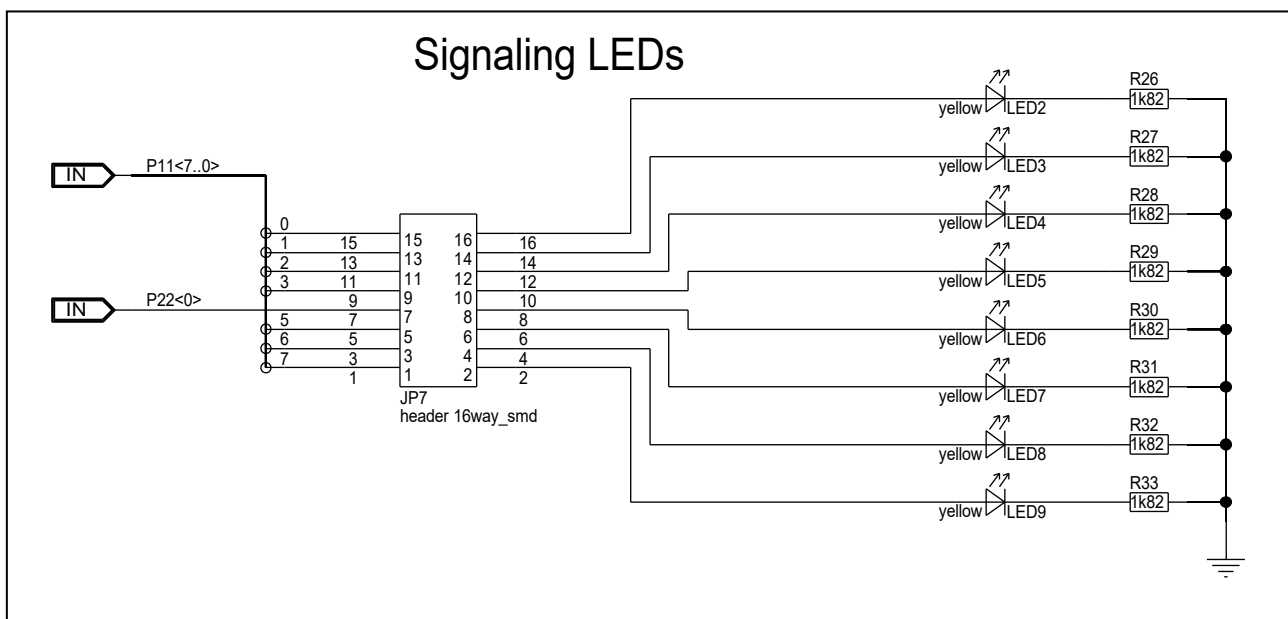 Signaling LEDs
IN
P11<7..0>
0
1 15 15 16 16
2 13 13 14 14
3 11 11 12 12
IN
P22<0>
9 9 10 10
5 7 7 8 8
6 5 5 6 6
7 3 3 4 4
1 1 2 2
JP7
header 16way_smd
R26
yellow LED2 1k82
R27
yellow LED3 1k82
R28
yellow LED4 1k82
R29
yellow LED5 1k82
R30
yellow LED6 1k82
R31
yellow LED7 1k82
R32
yellow LED8 1k82
R33
yellow LED9 1k82